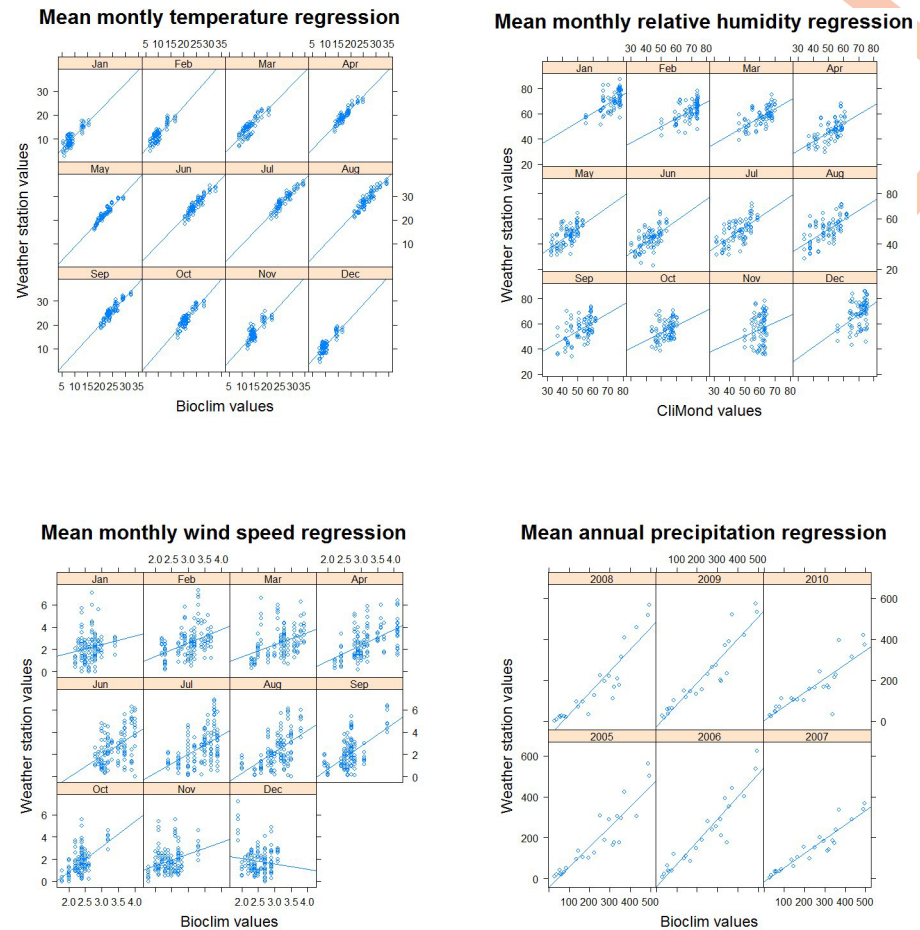 Mean montly temperature regression
5 10 15 20 25 30 35 5 10 15 20 25 30 35
Jan Feb Mar Apr
30
20
10
May Jun Jul Aug
30
20
10
Sep Oct Nov Dec
30
20
10
5 10 15 20 25 30 35 5 10 15 20 25 30 35
Weather station values
Bioclim values
Mean monthly relative humidity regression
30 40 50 60 70 80 30 40 50 60 70 80
Jan Feb Mar Apr
80
60
40
20
May Jun Jul Aug
80
60
40
20
Sep Oct Nov Dec
80
60
40
20
30 40 50 60 70 80 30 40 50 60 70 80
Weather station values
CliMond values
Mean monthly wind speed regression
2.0 2.5 3.0 3.5 4.0 2.0 2.5 3.0 3.5 4.0
Jan Feb Mar Apr
6
4
2
0
Jun Jul Aug Sep
6
4
2
0
Oct Nov Dec
6
4
2
0
2.0 2.5 3.0 3.5 4.0 2.0 2.5 3.0 3.5 4.0
Weather station values
Bioclim values
Mean annual precipitation regression
100 200 300 400 500
2008 2009 2010
600
400
200
0
2005 2006 2007
600
400
200
0
100 200 300 400 500 100 200 300 400 500
Weather station values
Bioclim values